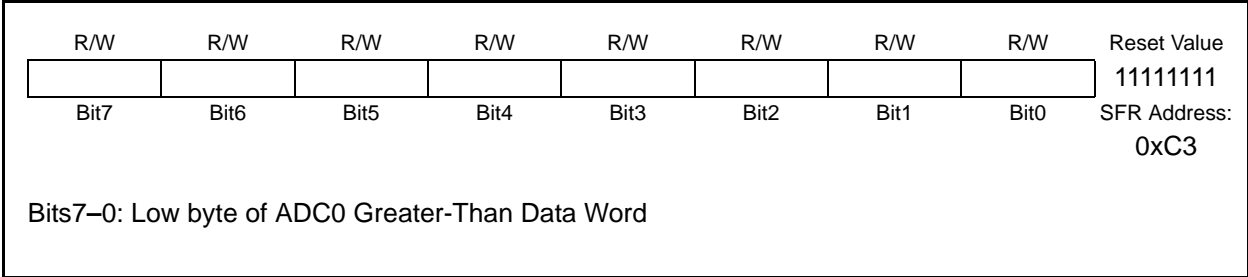 R/W R/W R/W R/W R/W R/W R/W R/W Reset Value
11111111
Bit7 Bit6 Bit5 Bit4 Bit3 Bit2 Bit1 Bit0 SFR Address:
0xC3
Bits7–0: Low byte of ADC0 Greater-Than Data Word